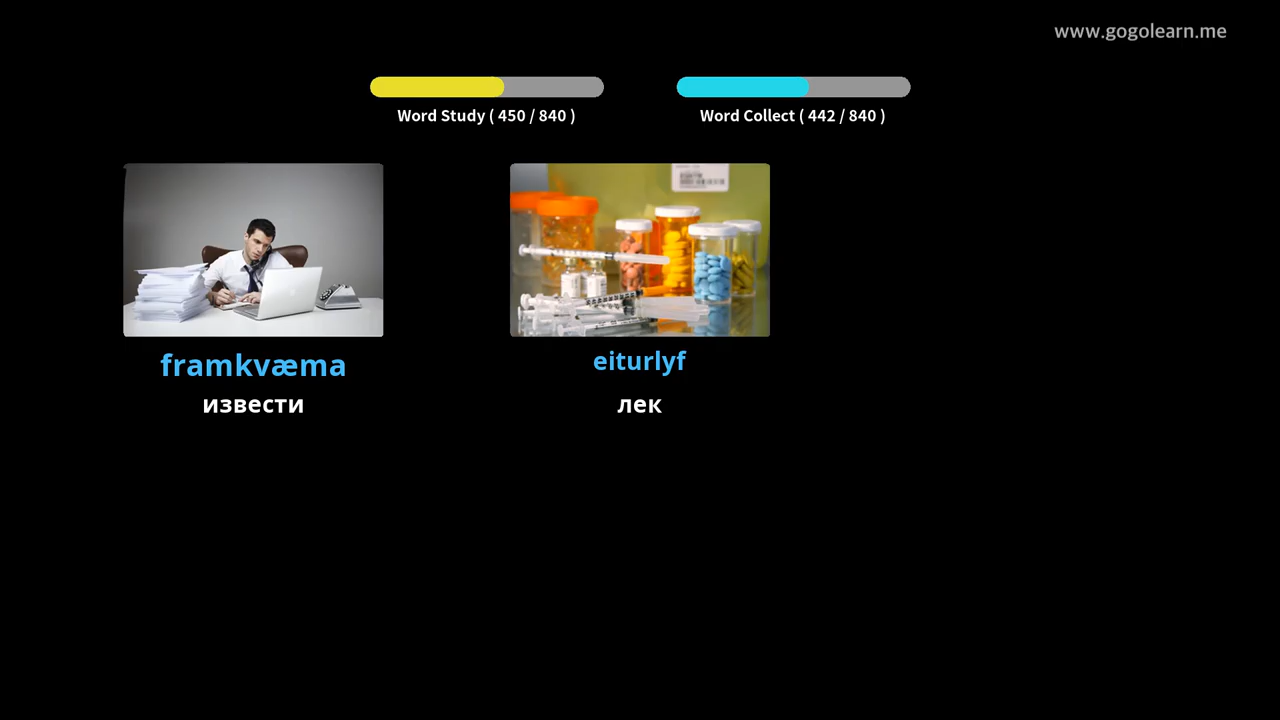 www.gogolearn.me
Word Study ( 450 / 840 )
Word Collect ( 442 / 840 )
framkvæma
извести
eiturlyf
лек